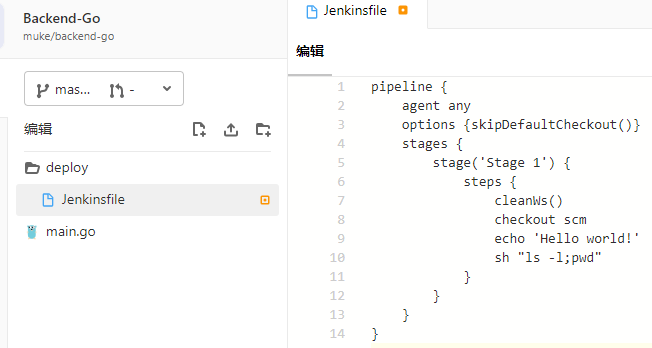 Backend-Go
muke/backend-go
mas... -
编辑
deploy
Jenkinsfile
main.go
Jenkinsfile
编辑
1 pipeline {
2     agent any
3     options {skipDefaultCheckout()}
4     stages {
5         stage('Stage 1') {
6             steps {
7                 cleanWs()
8                 checkout scm
9                 echo 'Hello world!'
10                 sh "ls -l;pwd"
11             }
12         }
13     }
14 }